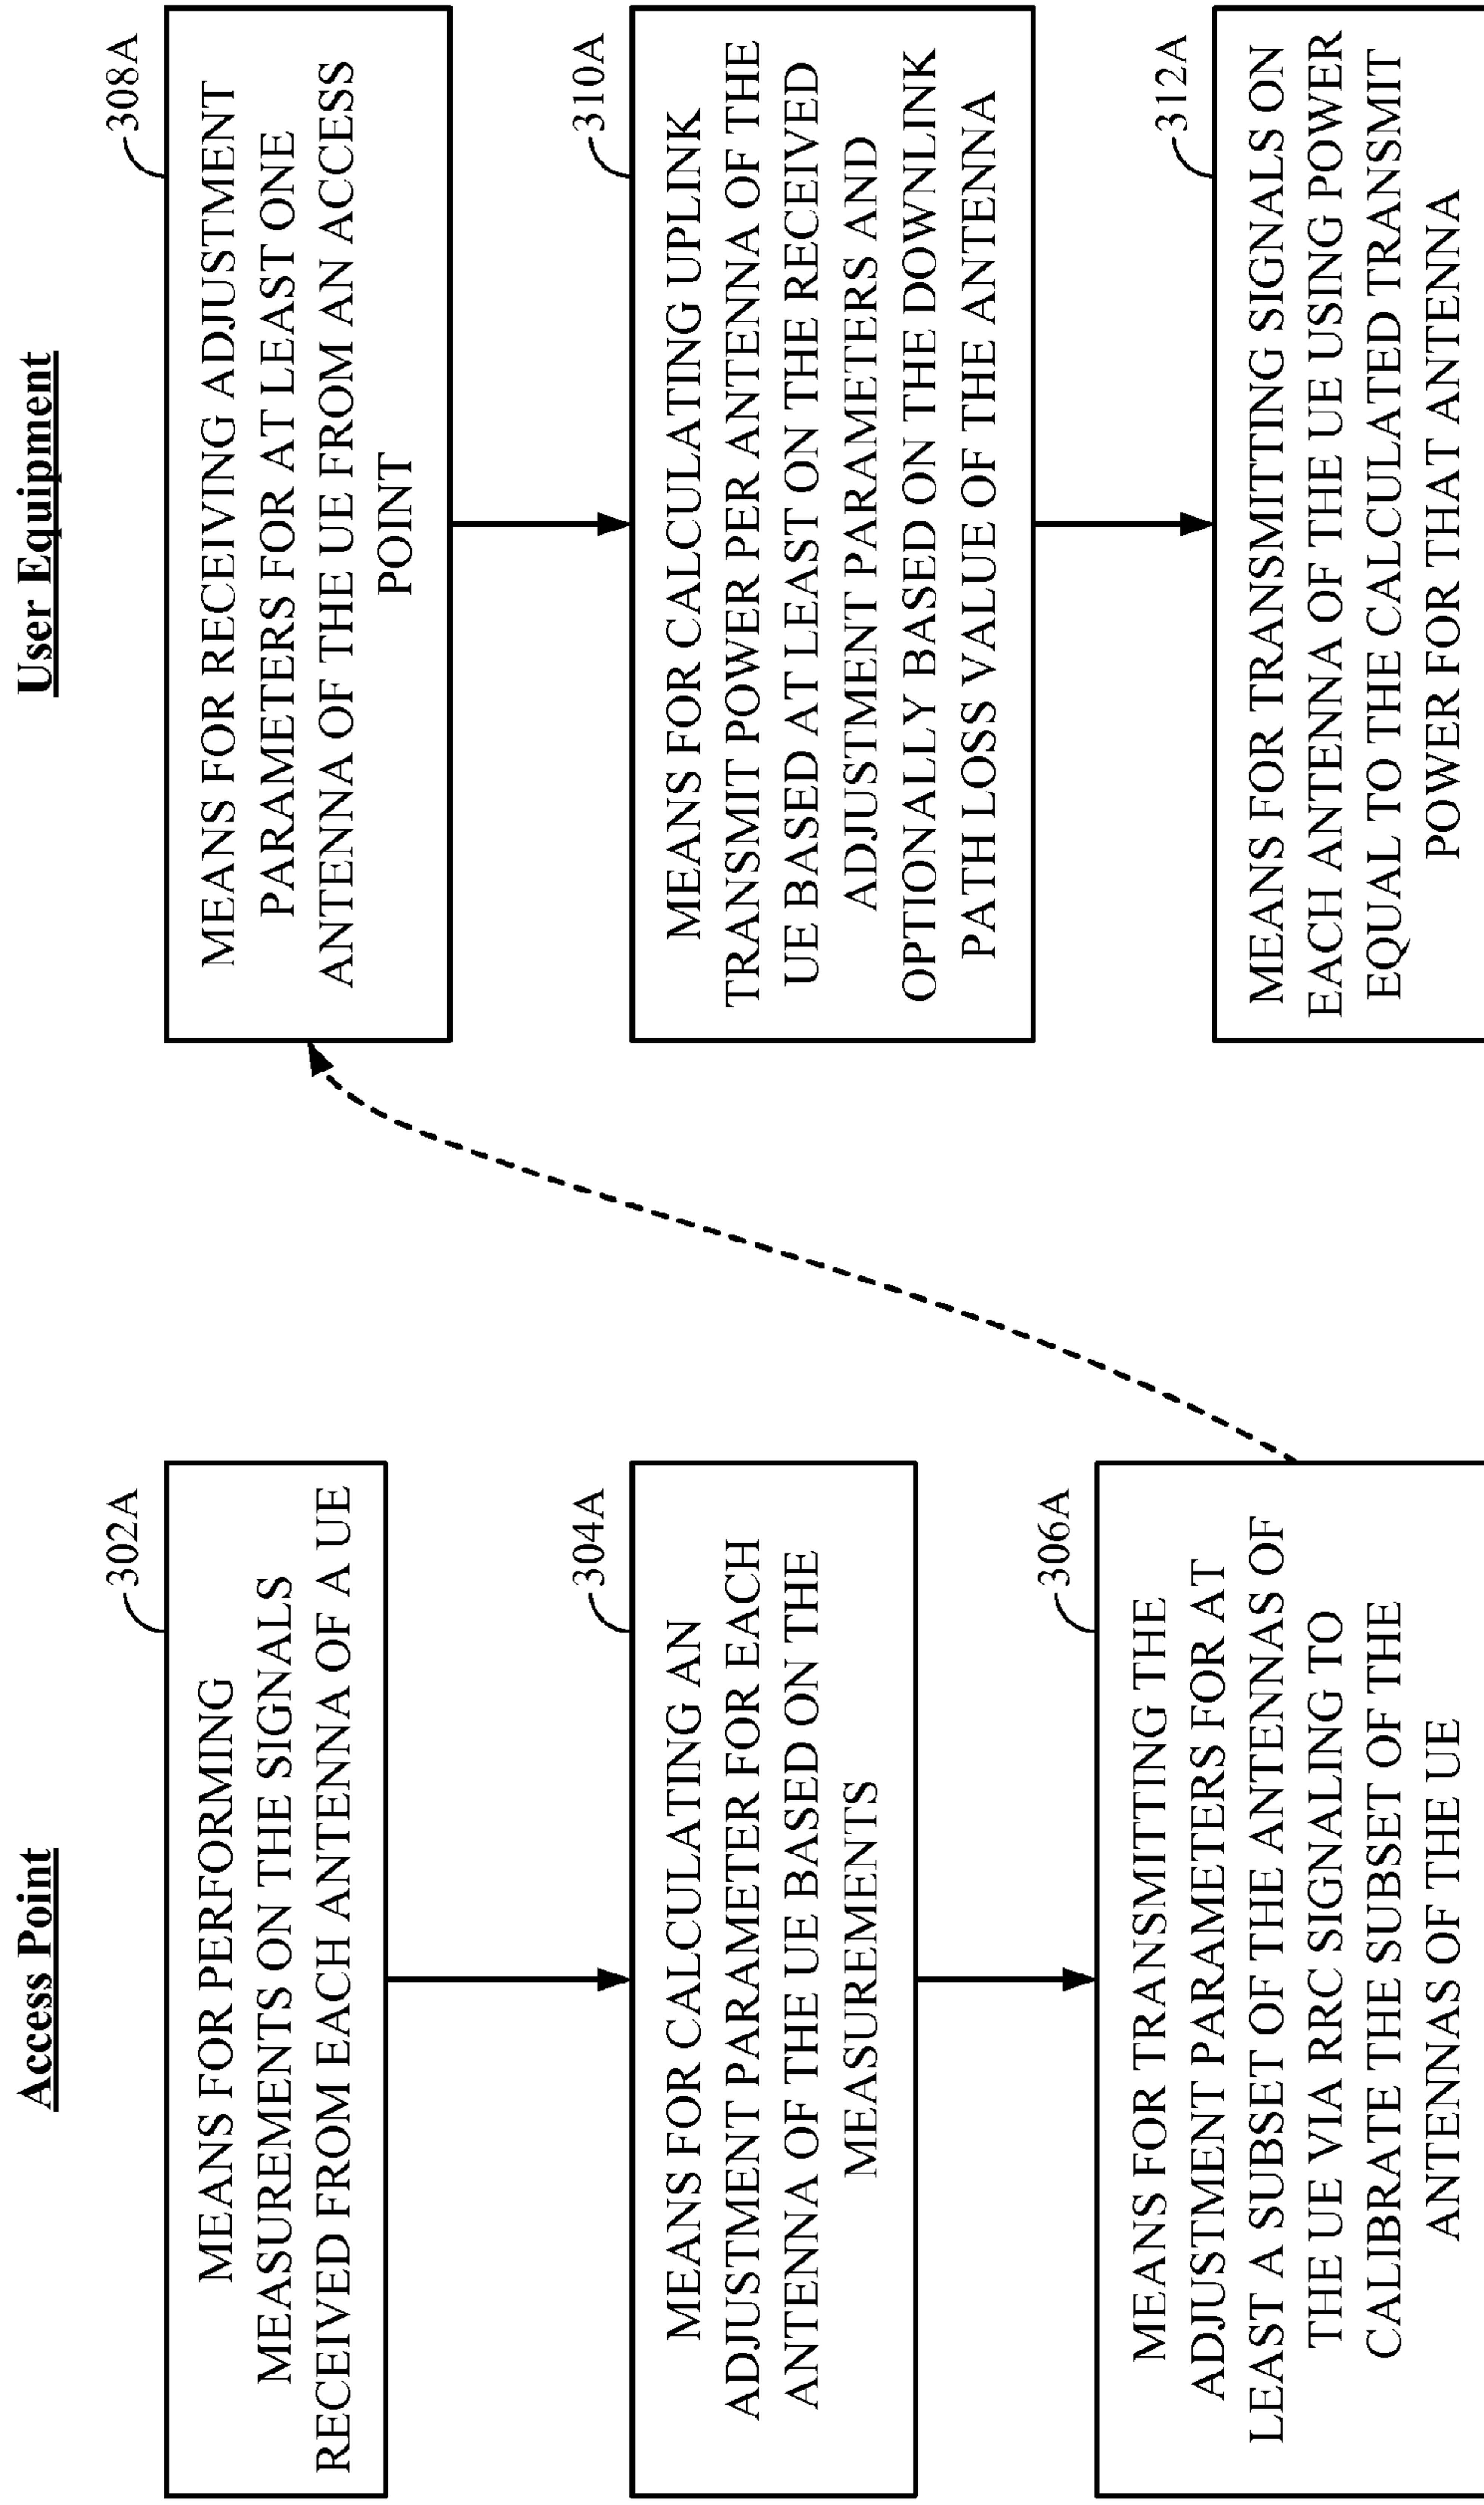 Access Point
302A
MEANS FOR PERFORMING
MEASUREMENTS ON THE SIGNALS
RECEIVED FROM EACH ANTENNA OF A UE
304A
MEANS FOR CALCULATING AN
ADJUSTMENT PARAMETER FOR EACH
ANTENNA OF THE UE BASED ON THE
MEASUREMENTS
306A
MEANS FOR TRANSMITTING THE
ADJUSTMENT PARAMETERS FOR AT
LEAST A SUBSET OF THE ANTENNAS OF
THE UE VIA RRC SIGNALING TO
CALIBRATE THE SUBSET OF THE
ANTENNAS OF THE UE
User Equipment
308A
MEANS FOR RECEIVING ADJUSTMENT
PARAMETERS FOR AT LEAST ONE
ANTENNA OF THE UE FROM AN ACCESS
POINT
310A
MEANS FOR CALCULATING UPLINK
TRANSMIT POWER PER ANTENNA OF THE
UE BASED AT LEAST ON THE RECEIVED
ADJUSTMENT PARAMETERS AND
OPTIONALLY BASED ON THE DOWNLINK
PATH LOSS VALUE OF THE ANTENNA
312A
MEANS FOR TRANSMITTING SIGNALS ON
EACH ANTENNA OF THE UE USING POWER
EQUAL TO THE CALCULATED TRANSMIT
POWER FOR THAT ANTENNA